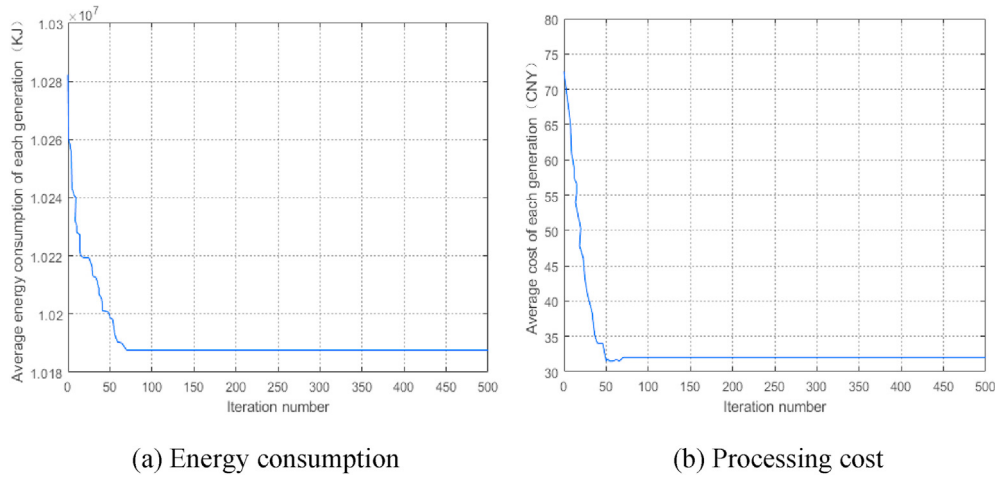 ×10⁷
1.03
1.028
1.026
1.024
1.022
1.02
1.018
Average energy consumption of each generation（KJ）
0 50 100 150 200 250 300 350 400 450 500
Iteration number
(a) Energy consumption
80
75
70
65
60
55
50
45
40
35
30
Average cost of each generation（CNY）
0 50 100 150 200 250 300 350 400 450 500
Iteration number
(b) Processing cost